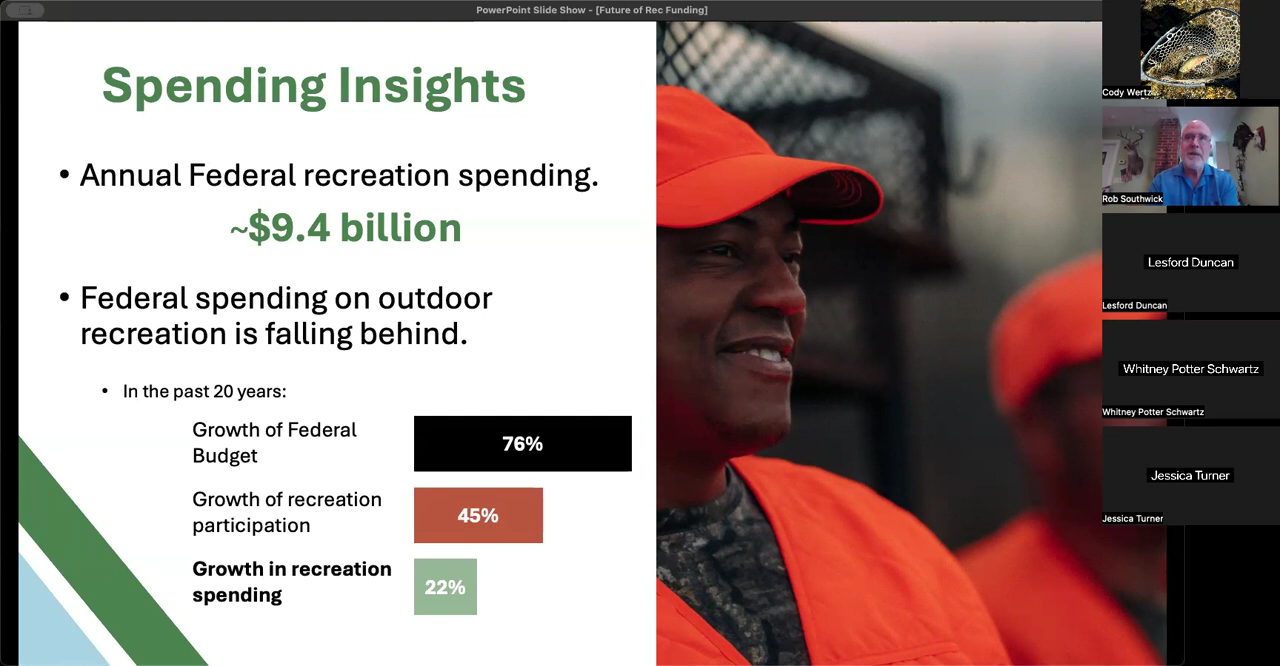 PowerPoint Slide Show - [Future of Rec Funding]
Spending Insights
• Annual Federal recreation spending.
~$9.4 billion
• Federal spending on outdoor
recreation is falling behind.
• In the past 20 years:
Growth of Federal
Budget
76%
Growth of recreation
participation
45%
Growth in recreation
spending
22%
Cody Wertz
Rob Southwick
Lesford Duncan
Lesford Duncan
Whitney Potter Schwartz
Whitney Potter Schwartz
Jessica Turner
Jessica Turner